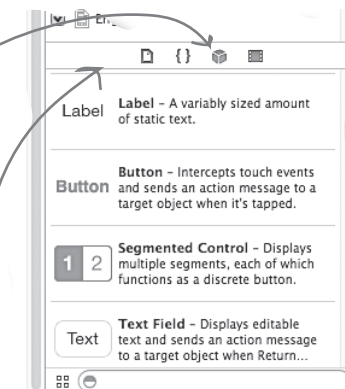 { }
Label
Label – A variably sized amount
of static text.
Button
Button – Intercepts touch events
and sends an action message to a
target object when it's tapped.
1 2
Segmented Control – Displays
multiple segments, each of which
functions as a discrete button.
Text
Text Field – Displays editable
text and sends an action message
to a target object when Return...